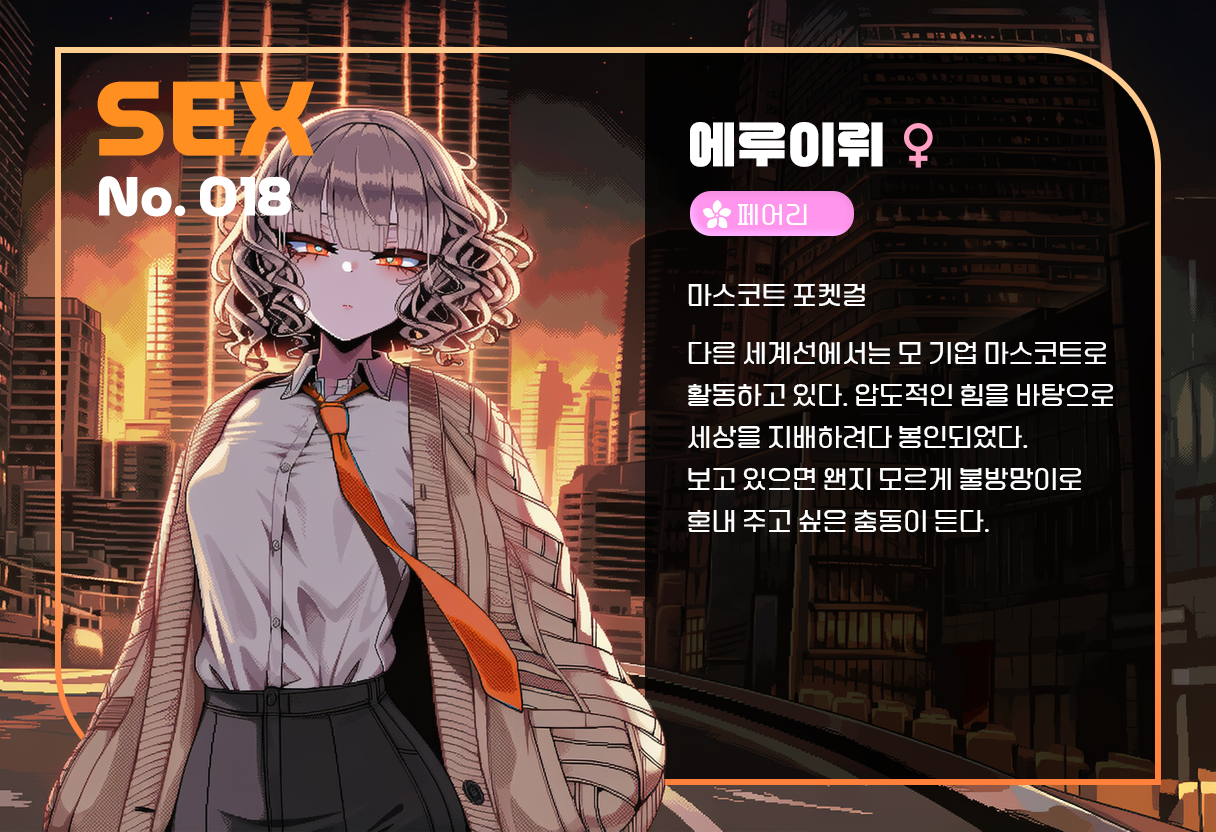 SEX
No. 018
에루이뤼 ♀
페어리
마스코트 포켓걸
다른 세계선에서는 모 기업 마스코트로
활동하고 있다. 압도적인 힘을 바탕으로
세상을 지배하려다 봉인되었다.
보고 있으면 왠지 모르게 불방망이로
혼내 주고 싶은 충동이 든다.